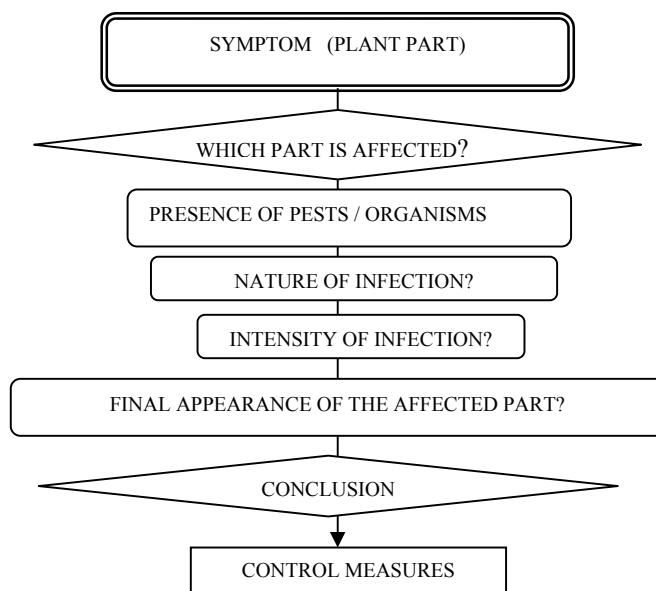 SYMPTOM (PLANT PART)
WHICH PART IS AFFECTED?
PRESENCE OF PESTS / ORGANISMS
NATURE OF INFECTION?
INTENSITY OF INFECTION?
FINAL APPEARANCE OF THE AFFECTED PART?
CONCLUSION
CONTROL MEASURES